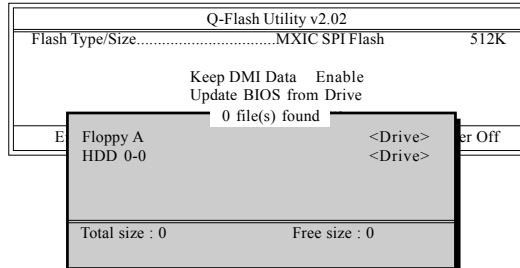 Q-Flash Utility v2.02
Flash Type/Size.................................MXIC SPI Flash 512K
Keep DMI Data Enable
Update BIOS from Drive
0 file(s) found
Floppy A <Drive>
HDD 0-0 <Drive>
Total size : 0 Free size : 0